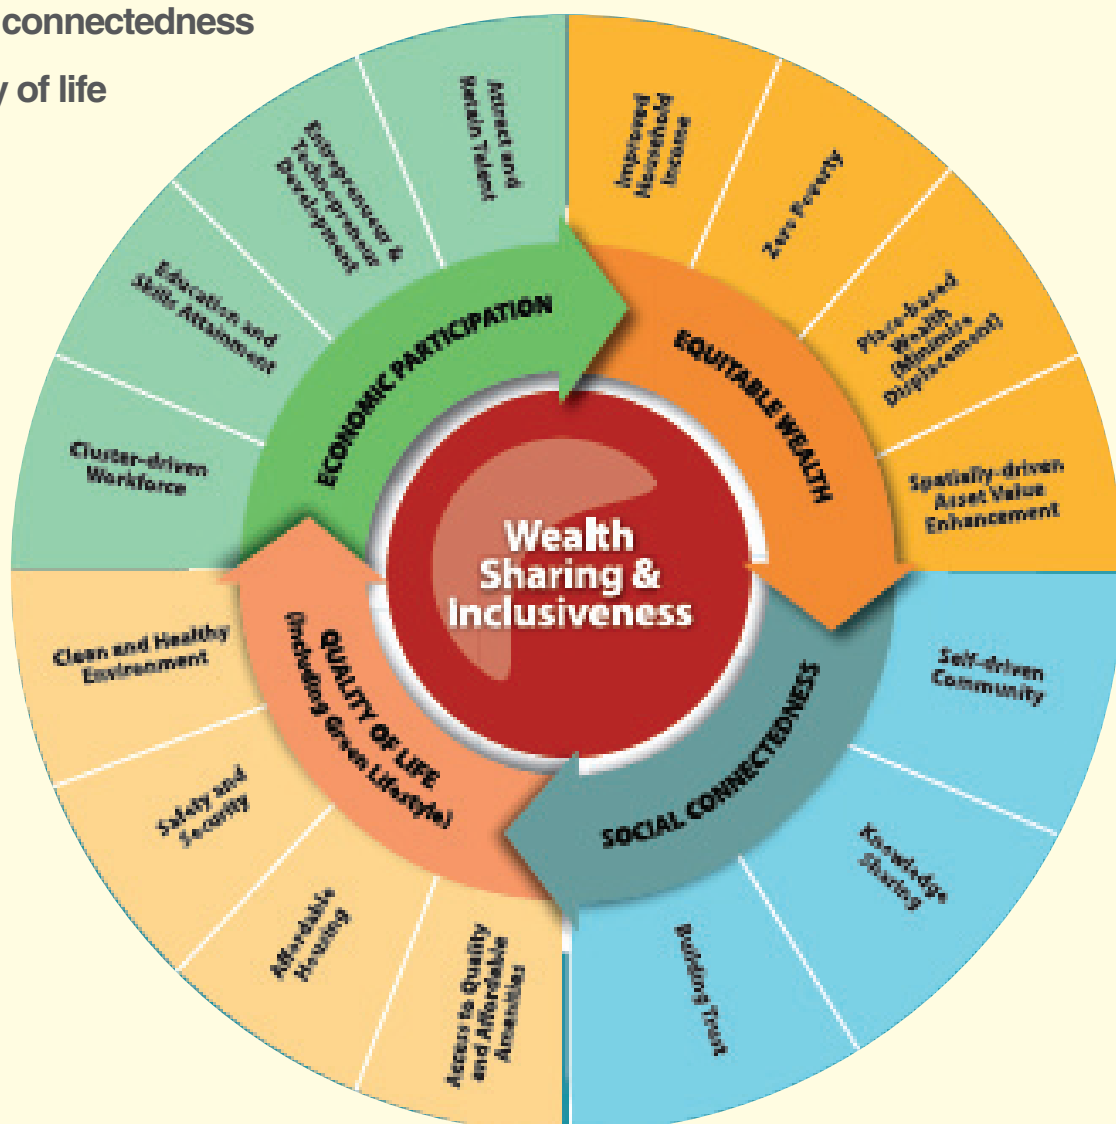 connectedness
y of life
Attract and
Retain Talent
Entrepreneur &
Technopreneur
Development
Education and
Skills Attainment
Cluster-driven
Workforce
ECONOMIC PARTICIPATION
Improved
Household
Income
Zero Poverty
Place-based
Wealth
(Minimize
Displacement)
Spatially-driven
Asset Value
Enhancement
EQUITABLE WEALTH
Wealth
Sharing &
Inclusiveness
Self-driven
Community
Knowledge
Sharing
Building Trust
SOCIAL CONNECTEDNESS
QUALITY OF LIFE
(Including Green Lifestyle)
Clean and Healthy
Environment
Safety and
Security
Affordable
Housing
Access to Quality
and Affordable
Amenities